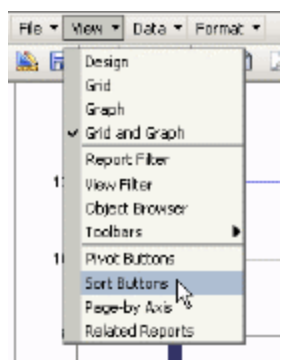 File View Data Format
Design
Grid
Graph
Grid and Graph
Report Filter
View Filter
Object Browser
Toolbars
Pivot Buttons
Sort Buttons
Page-by Axis
Related Reports